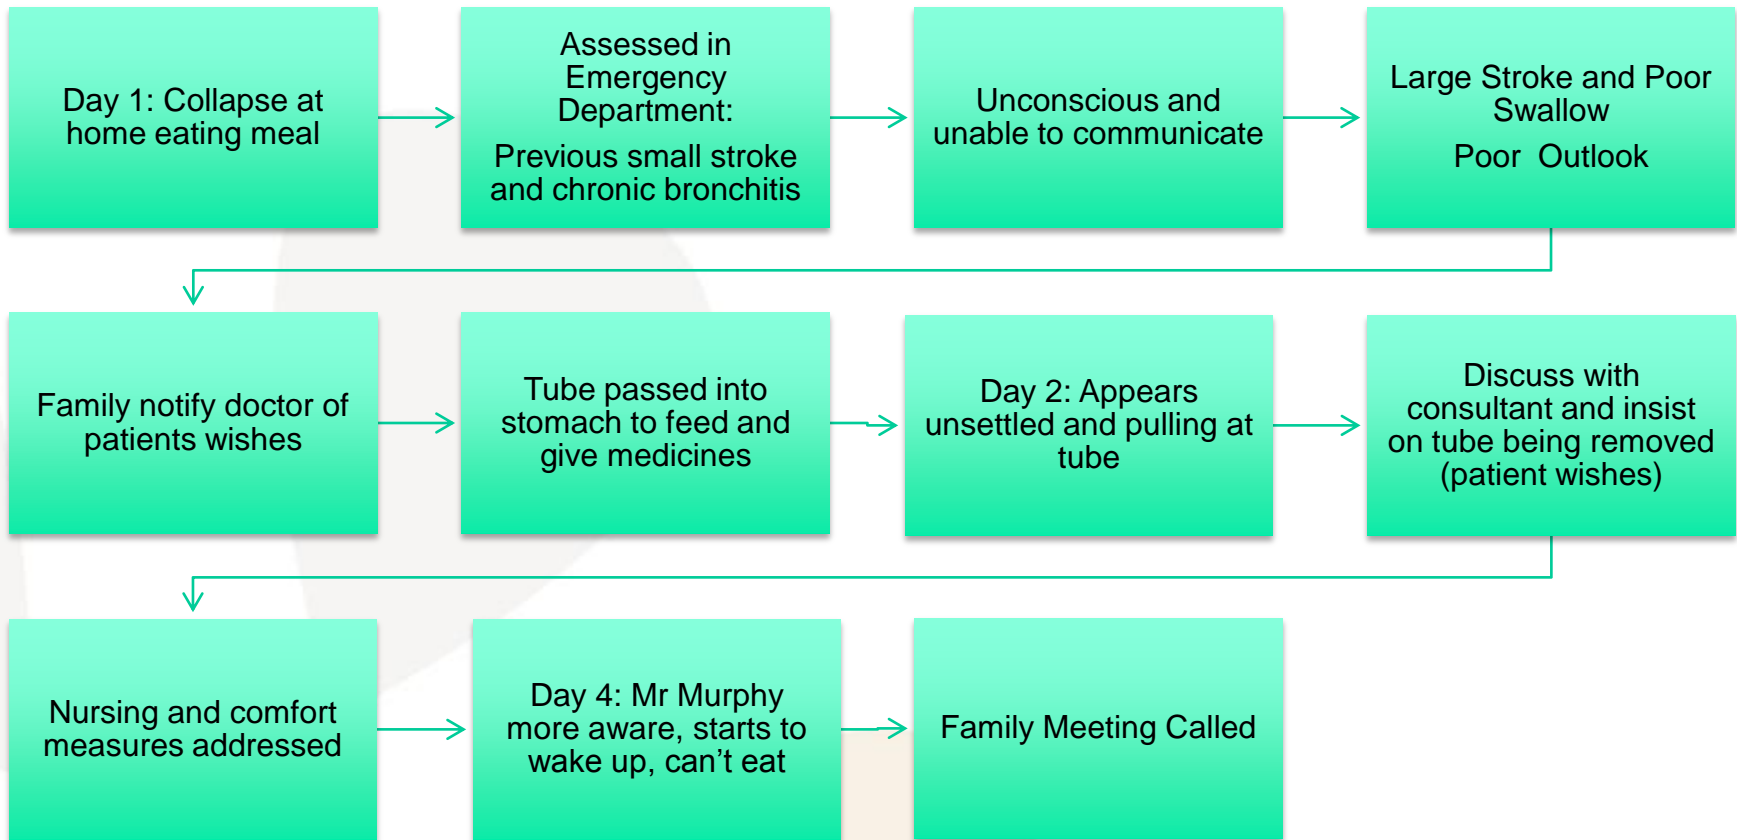 Day 1: Collapse at
home eating meal
Assessed in
Emergency
Department:
Previous small stroke
and chronic bronchitis
Unconscious and
unable to communicate
Large Stroke and Poor
Swallow
Poor  Outlook
Family notify doctor of
patients wishes
Tube passed into
stomach to feed and
give medicines
Day 2: Appears
unsettled and pulling at
tube
Discuss with
consultant and insist
on tube being removed
(patient wishes)
Nursing and comfort
measures addressed
Day 4: Mr Murphy
more aware, starts to
wake up, can’t eat
Family Meeting Called